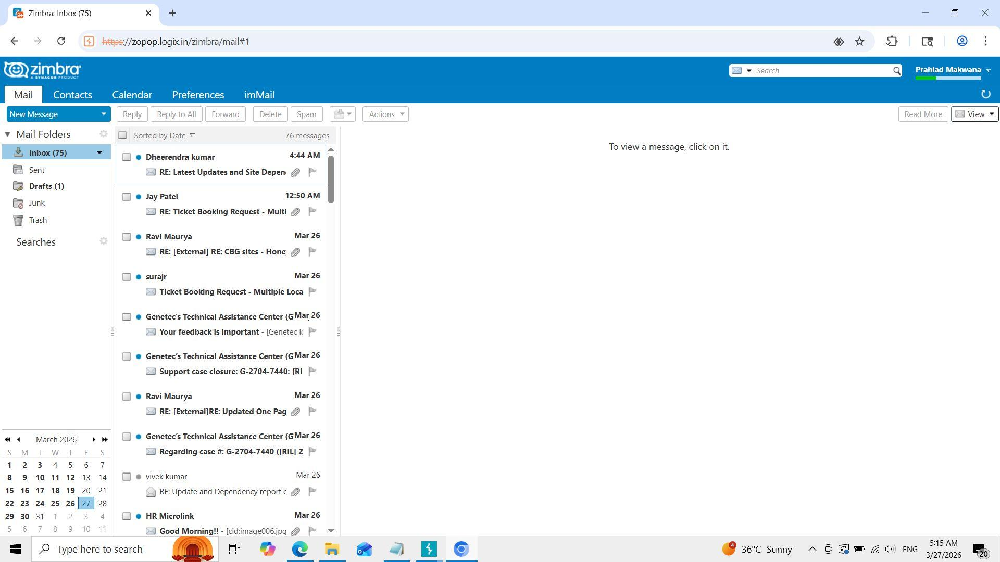 Zimbra: Inbox (75)
https://zopop.logix.in/zimbra/mail#1
zimbra
A SYNACOR PRODUCT
Search
Prahlad Makwana
Mail Contacts Calendar Preferences imMail
New Message Reply Reply to All Forward Delete Spam Actions Read More View
Mail Folders
Inbox (75)
Sent
Drafts (1)
Junk
Trash
Searches
Sorted by Date 76 messages
Dheerendra kumar 4:44 AM
RE: Latest Updates and Site Depen
Jay Patel 12:50 AM
RE: Ticket Booking Request - Multi
Ravi Maurya Mar 26
RE: [External] RE: CBG sites - Hone
surajr Mar 26
Ticket Booking Request - Multiple Loca
Genetec's Technical Assistance Center (G Mar 26
Your feedback is important - [Genetec lo
Genetec's Technical Assistance Center (G Mar 26
Support case closure: G-2704-7440: [RI
Ravi Maurya Mar 26
RE: [External]RE: Updated One Pag
Genetec's Technical Assistance Center (G Mar 26
Regarding case #: G-2704-7440 ([RIL] Z
vivek kumar Mar 26
RE: Update and Dependency report c
HR Microlink Mar 26
Good Morning!! - [cid:image006.jpg
To view a message, click on it.
March 2026
S M T W T F S
1 2 3 4 5 6 7
8 9 10 11 12 13 14
15 16 17 18 19 20 21
22 23 24 25 26 27 28
29 30 31 1 2 3 4
5 6 7 8 9 10 11
Type here to search
4
36°C Sunny
ENG
5:15 AM
3/27/2026
20